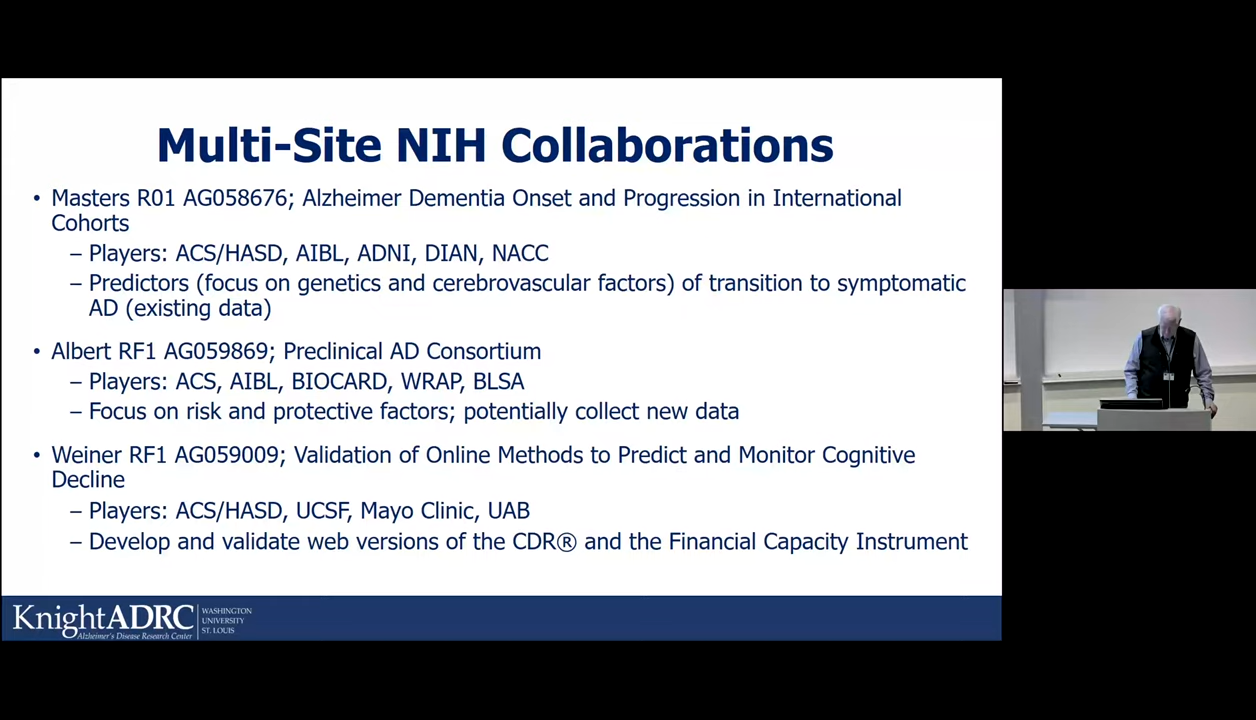 Multi-Site NIH Collaborations
• Masters R01 AG058676; Alzheimer Dementia Onset and Progression in International
Cohorts
– Players: ACS/HASD, AIBL, ADNI, DIAN, NACC
– Predictors (focus on genetics and cerebrovascular factors) of transition to symptomatic
AD (existing data)
• Albert RF1 AG059869; Preclinical AD Consortium
– Players: ACS, AIBL, BIOCARD, WRAP, BLSA
– Focus on risk and protective factors; potentially collect new data
• Weiner RF1 AG059009; Validation of Online Methods to Predict and Monitor Cognitive
Decline
– Players: ACS/HASD, UCSF, Mayo Clinic, UAB
– Develop and validate web versions of the CDR® and the Financial Capacity Instrument
KnightADRC
Alzheimer's Disease Research Center
WASHINGTON
UNIVERSITY
ST. LOUIS